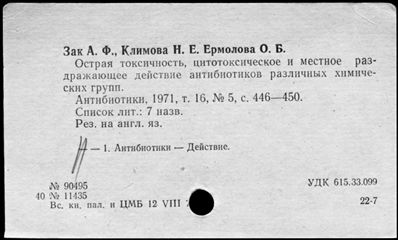 Зак А. Ф., Климова Н. Е. Ермолова О. Б.
Острая токсичность, цитотоксическое и местное раз-
дражающее действие антибиотиков различных химиче-
ских групп.
Антибиотики, 1971, т. 16, № 5, с. 446—450.
Список лит.: 7 назв.
Рез. на англ. яз.
— 1. Антибиотики — Действие.
№ 90495
УДК 615.33.099
40 № 11435
Вс. кн. пал. и ЦМБ 12 VIII
22-7